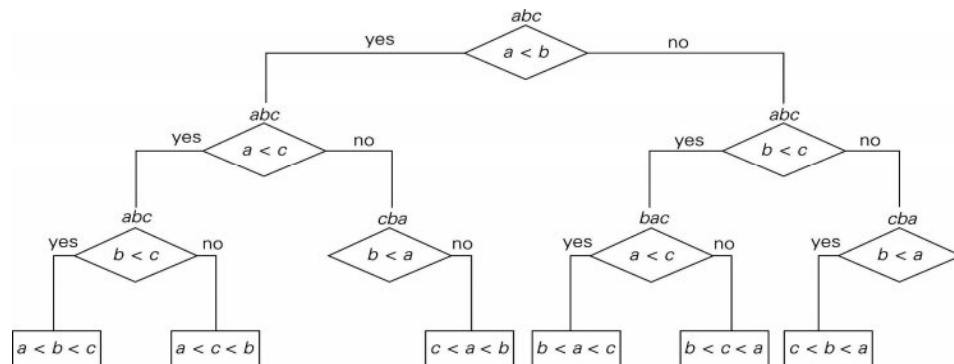 abc
yes a < b no
abc abc
yes a < c no yes b < c no
abc cba bac cba
yes b < c no b < a no yes a < c no yes b < a
a < b < c a < c < b c < a < b b < a < c b < c < a c < b < a